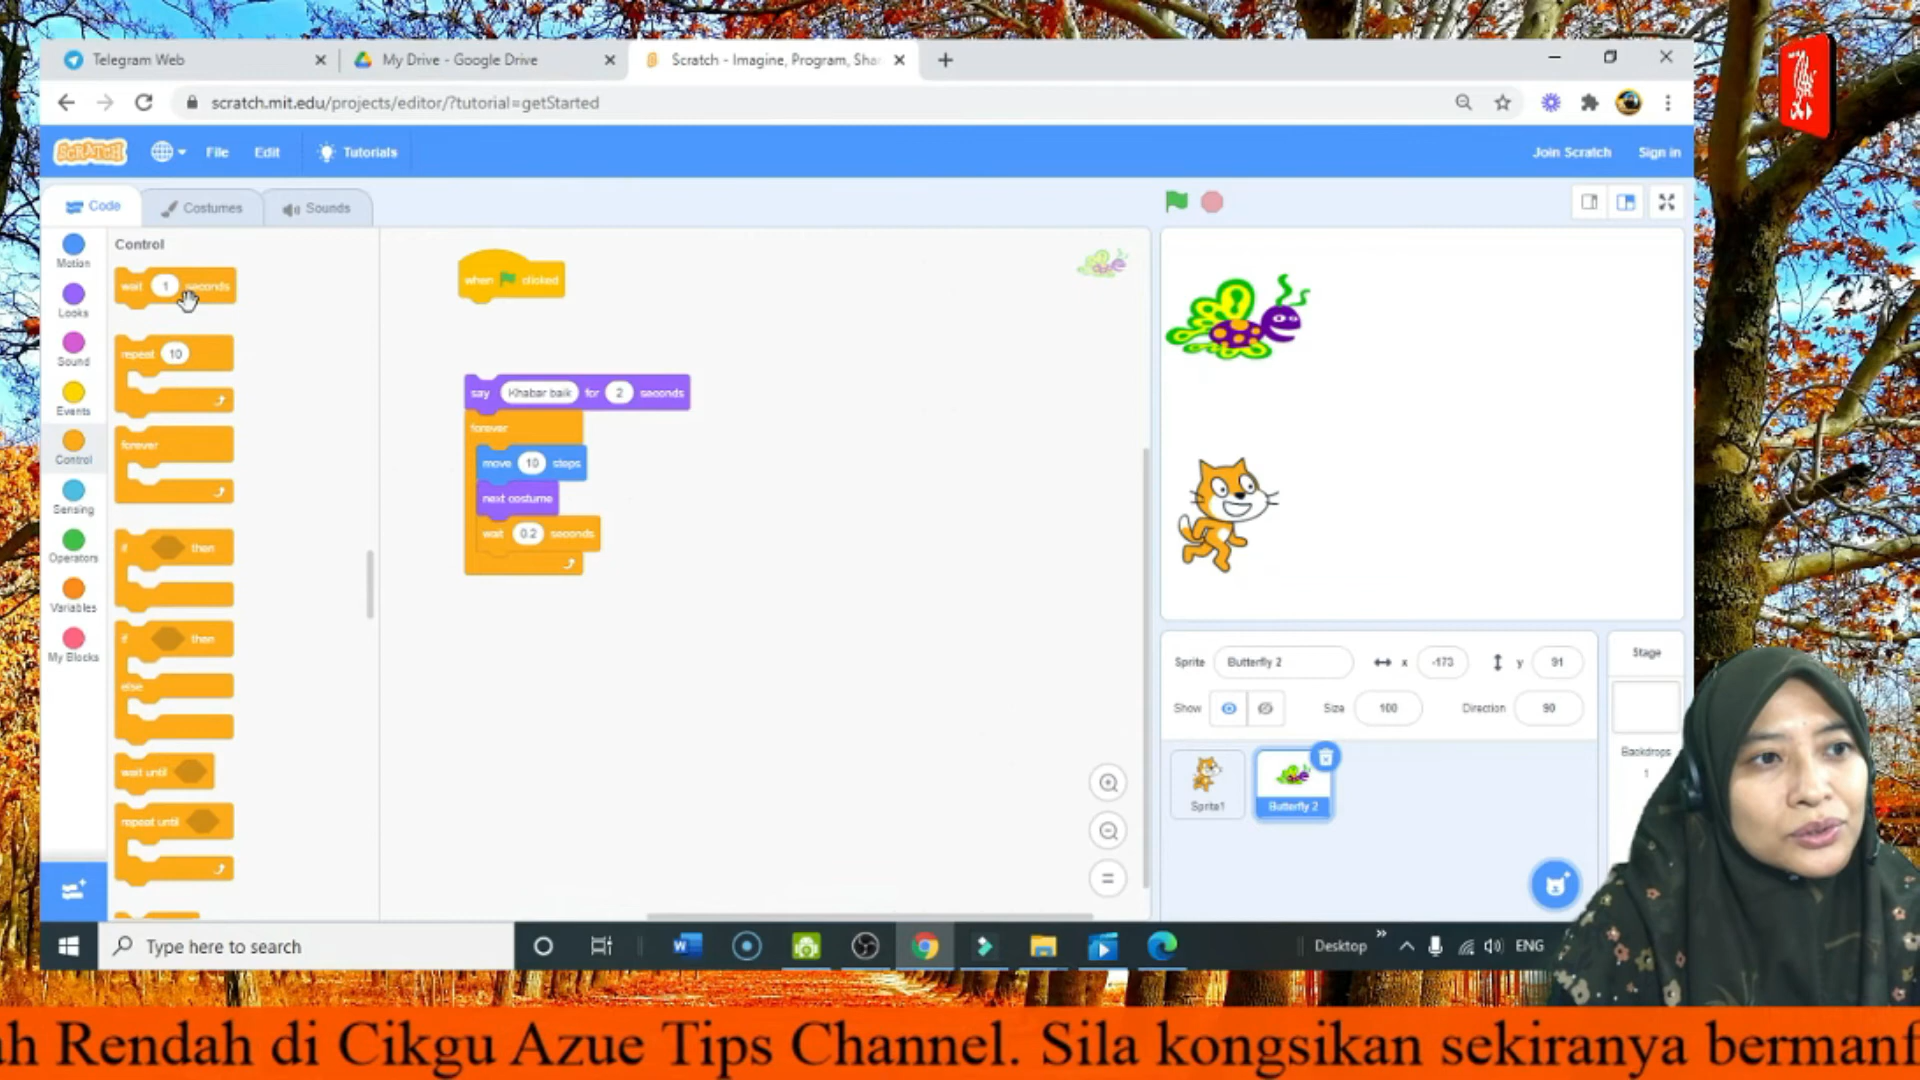 Telegram Web
My Drive - Google Drive
Scratch - Imagine, Program, Shar
scratch.mit.edu/projects/editor/?tutorial=getStarted
SCRATCH
File
Edit
Tutorials
Join Scratch
Sign in
Code
Costumes
Sounds
Motion
Looks
Sound
Events
Control
Sensing
Operators
Variables
My Blocks
Control
wait 1 seconds
repeat 10
forever
if then
if then
else
wait until
repeat until
when clicked
say Khabar baik for 2 seconds
forever
move 10 steps
next costume
wait 0.2 seconds
Sprite Butterfly 2 x -173 y 91
Show Size 100 Direction 90
Sprite1
Butterfly 2
Stage
Backdrops
1
Type here to search
Desktop
ENG
ah Rendah di Cikgu Azue Tips Channel. Sila kongsikan sekiranya bermanf